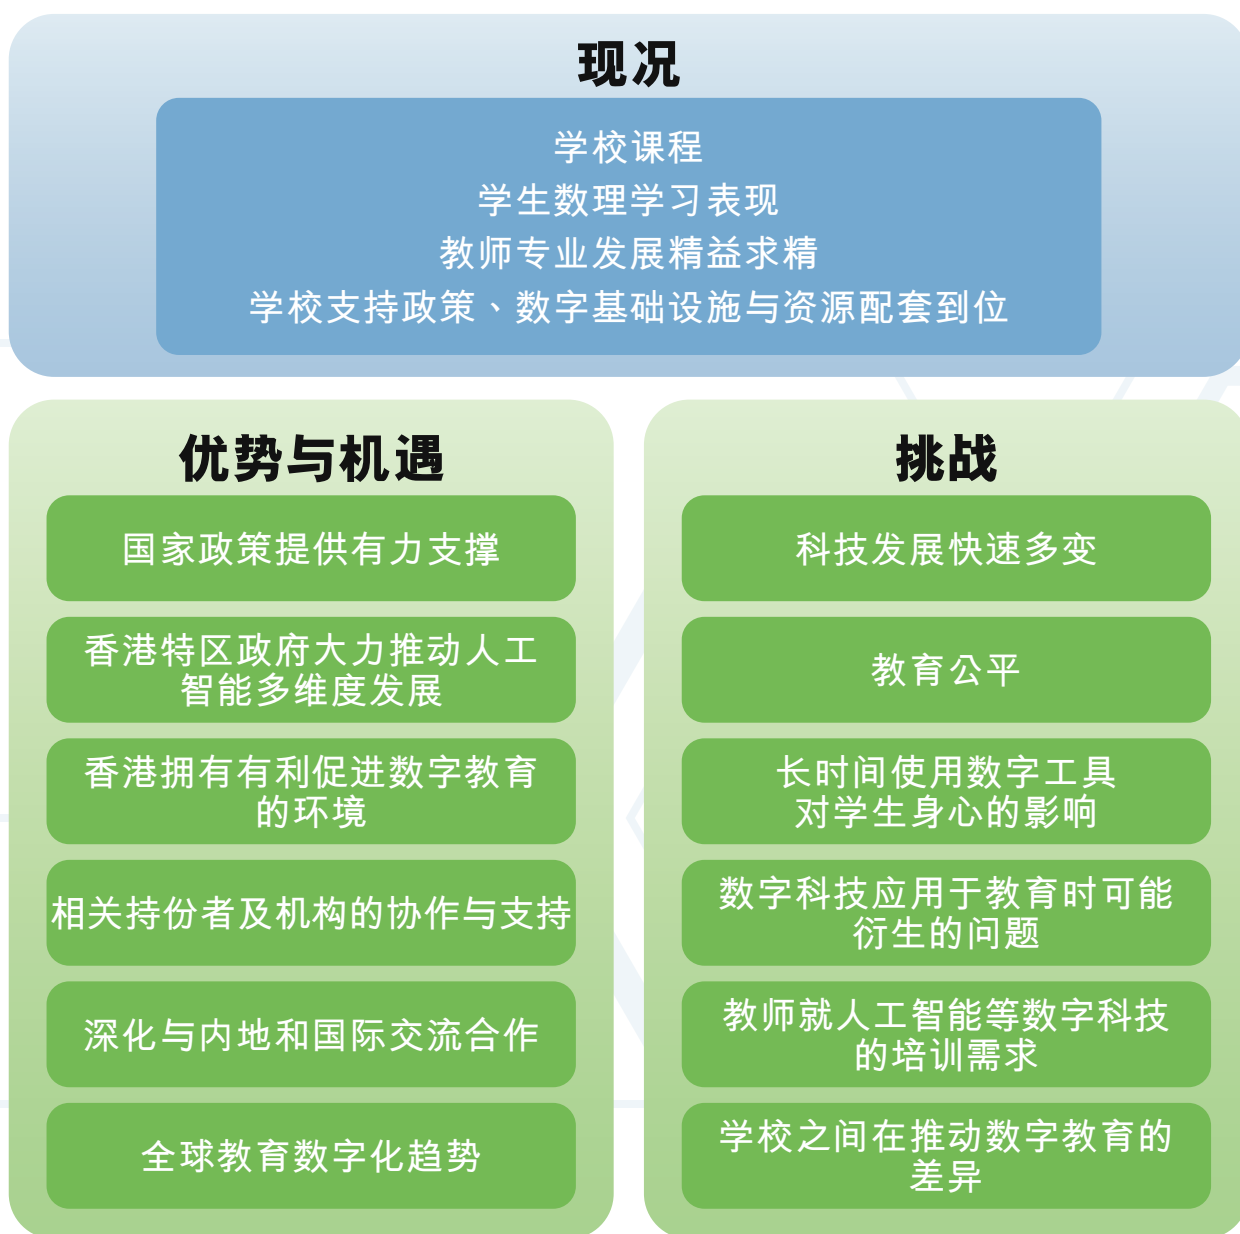 现况
学校课程
学生数理学习表现
教师专业发展精益求精
学校支持政策、数字基础设施与资源配套到位
优势与机遇
国家政策提供有力支撑
香港特区政府大力推动人工
智能多维度发展
香港拥有有利促进数字教育
的环境
相关持份者及机构的协作与支持
深化与内地和国际交流合作
全球教育数字化趋势
挑战
科技发展快速多变
教育公平
长时间使用数字工具
对学生身心的影响
数字科技应用于教育时可能
衍生的问题
教师就人工智能等数字科技
的培训需求
学校之间在推动数字教育的
差异